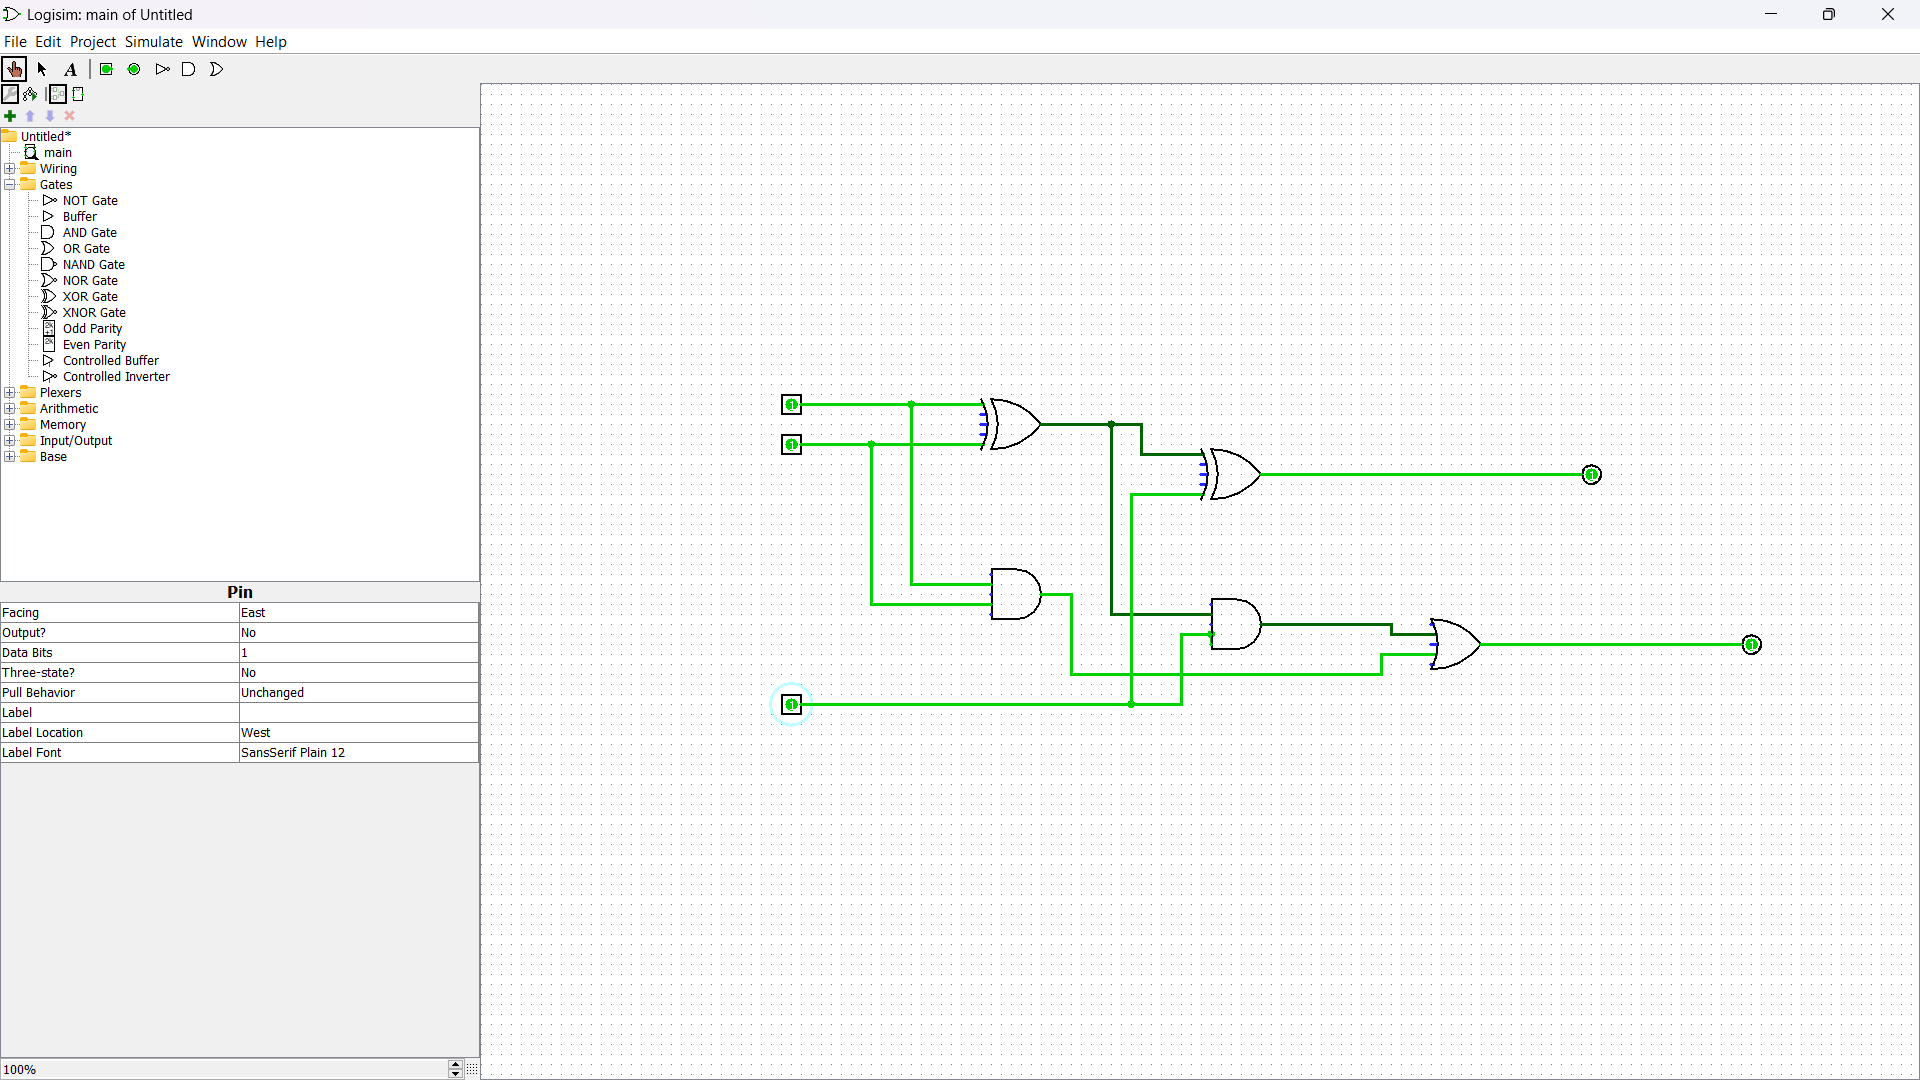 Logisim: main of Untitled
File Edit Project Simulate Window Help
A
Untitled*
main
Wiring
Gates
NOT Gate
Buffer
AND Gate
OR Gate
NAND Gate
NOR Gate
XOR Gate
XNOR Gate
Odd Parity
Even Parity
Controlled Buffer
Controlled Inverter
Plexers
Arithmetic
Memory
Input/Output
Base
Pin
Facing East
Output? No
Data Bits 1
Three-state? No
Pull Behavior Unchanged
Label
Label Location West
Label Font SansSerif Plain 12
100%
1
1
1
1
1